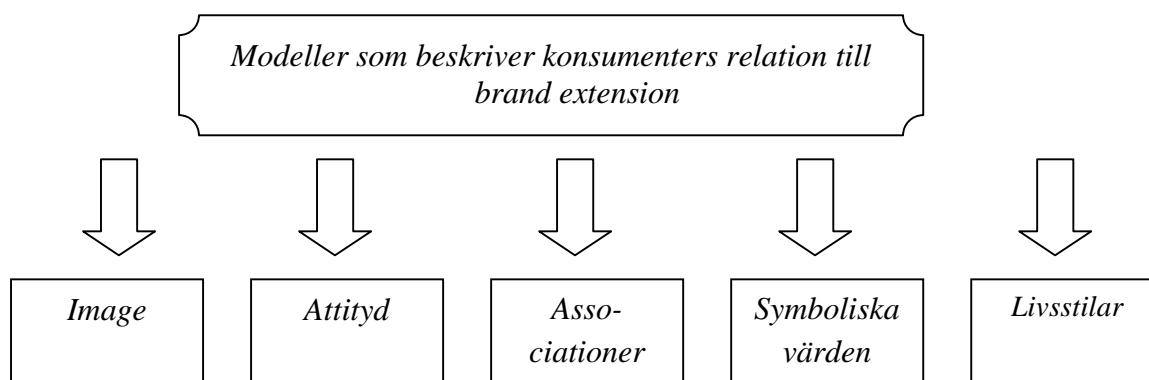 Modeller som beskriver konsumenters relation till
brand extension
Image
Attityd
Asso-
ciationer
Symboliska
värden
Livsstilar